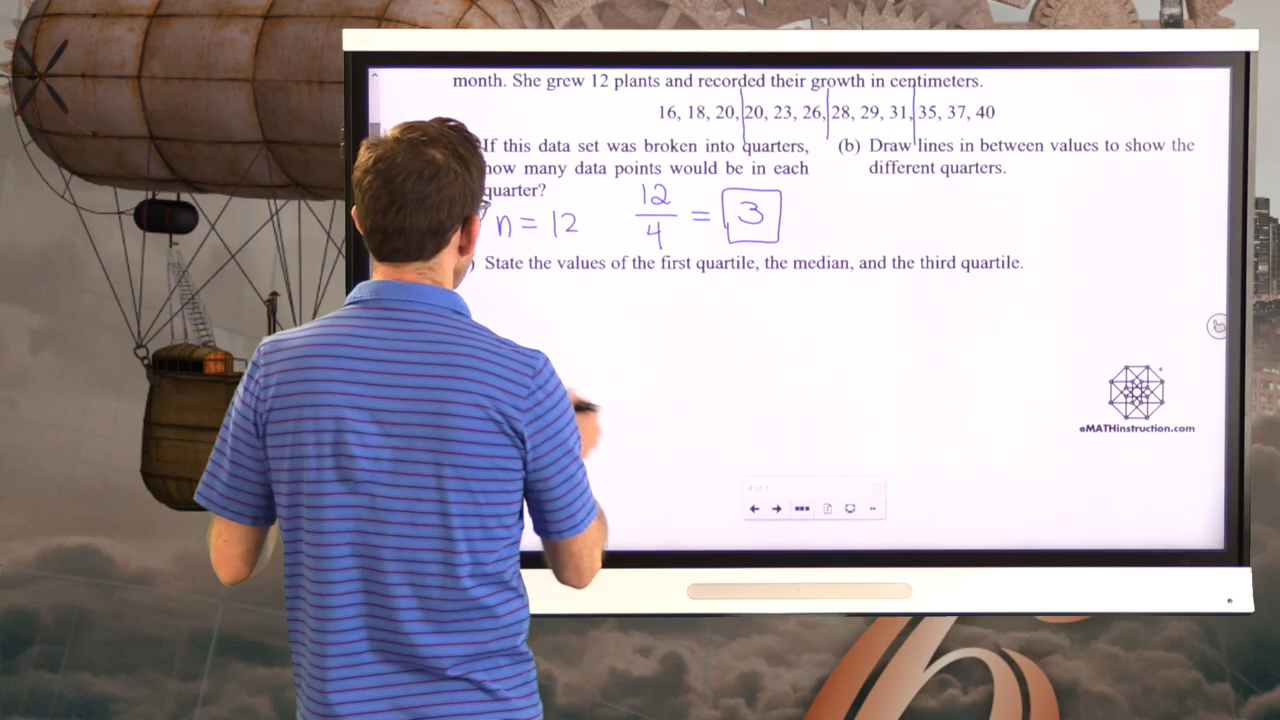 month. She grew 12 plants and recorded their growth in centimeters.
16, 18, 20, 20, 23, 26, 28, 29, 31, 35, 37, 40
If this data set was broken into quarters,
how many data points would be in each
quarter?
n = 12
12
4
= 3
(b) Draw lines in between values to show the
different quarters.
) State the values of the first quartile, the median, and the third quartile.
eMATHinstruction.com
4 of 7